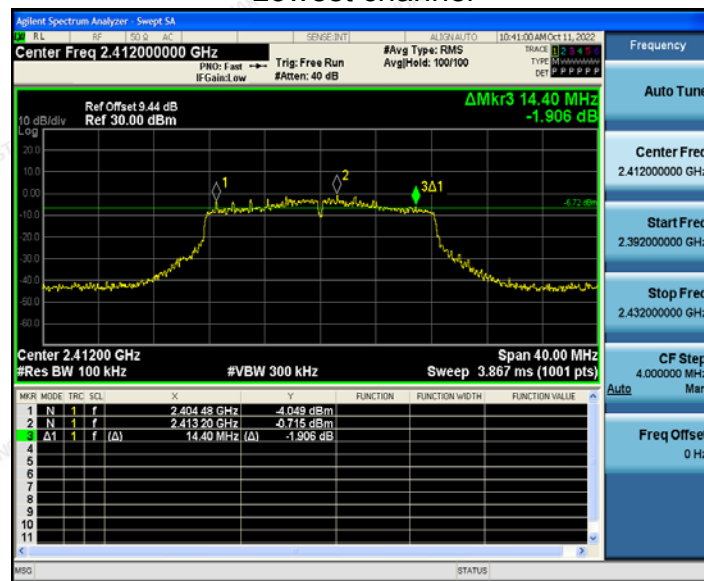 Lowest channel
Agilent Spectrum Analyzer - Swept SA
RL RF 50 Ω AC SENSE:INT ALIGN AUTO 10:41:00 AM Oct 11, 2022
Center Freq 2.412000000 GHz
PNO: Fast
IFGain:Low
Trig: Free Run
#Atten: 40 dB
#Avg Type: RMS
Avg|Hold: 100/100
TRACE 1 2 3 4 5 6
TYPE M W W W W W
DET P P P P P P
Ref Offset 9.44 dB
10 dB/div Ref 30.00 dBm
Log
ΔMkr3 14.40 MHz
-1.906 dB
20.0
10.0
0.00
-10.0
-20.0
-30.0
-40.0
-50.0
-60.0
1
2
3Δ1
-6.72 dBm
Center 2.41200 GHz Span 40.00 MHz
#Res BW 100 kHz #VBW 300 kHz Sweep 3.867 ms (1001 pts)
MKR MODE TRC SCL X Y FUNCTION FUNCTION WIDTH FUNCTION VALUE
1 N 1 f 2.404 48 GHz -4.049 dBm
2 N 1 f 2.413 20 GHz -0.715 dBm
3 Δ1 1 f (Δ) 14.40 MHz (Δ) -1.906 dB
4
5
6
7
8
9
10
11
MSG STATUS
Frequency
Auto Tune
Center Freq
2.412000000 GHz
Start Freq
2.392000000 GHz
Stop Freq
2.432000000 GHz
CF Step
4.000000 MHz
Auto Man
Freq Offset
0 Hz